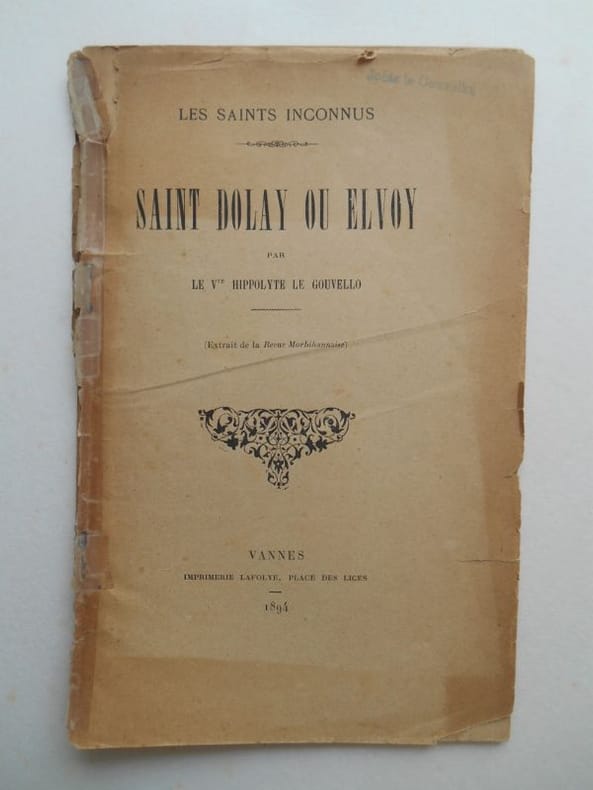 LES SAINTS INCONNUS
SAINT DOLAY OU ELVOY
PAR
LE Vte HIPPOLYTE LE GOUVELLO
(Extrait de la Revue Morbihannaise)
VANNES
IMPRIMERIE LAFOLYE, PLACE DES LICES
1894